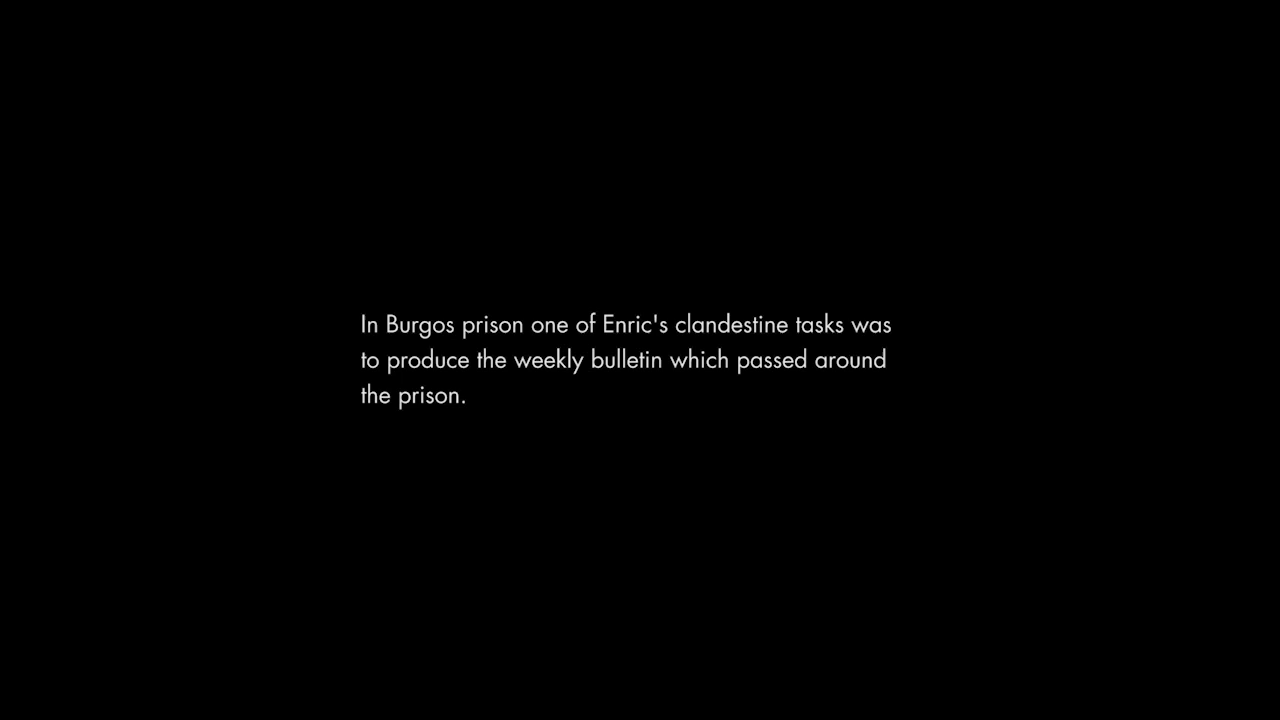 In Burgos prison one of Enric's clandestine tasks was
to produce the weekly bulletin which passed around
the prison.